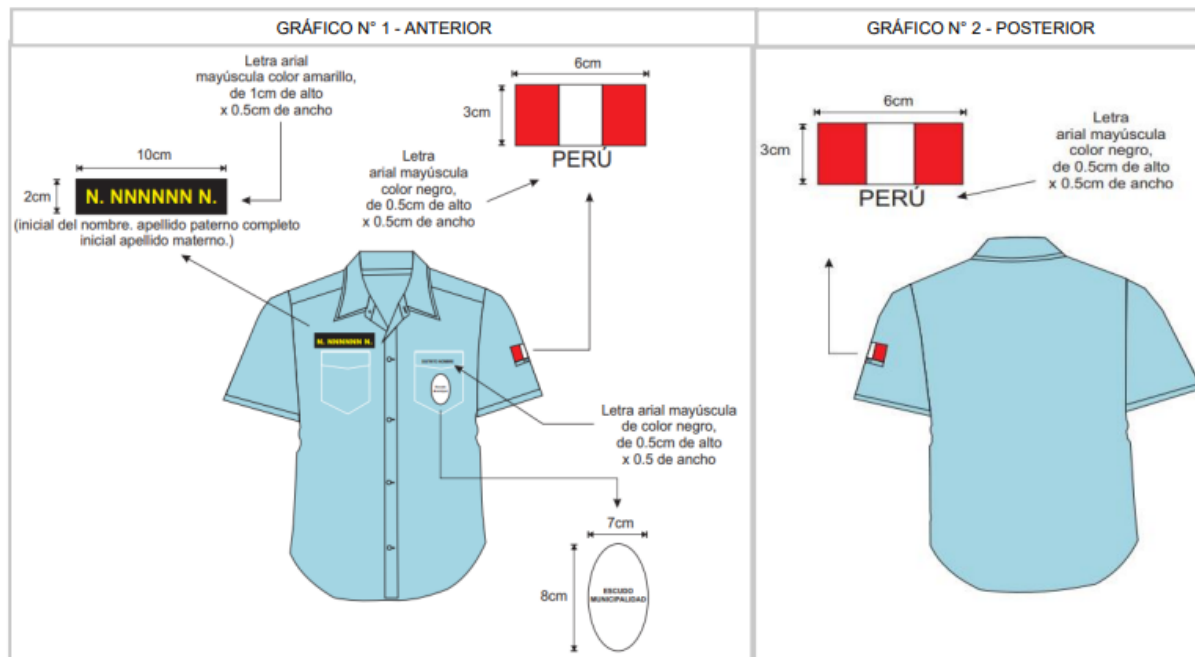 GRÁFICO N° 1 - ANTERIOR
GRÁFICO N° 2 - POSTERIOR
Letra arial
mayúscula color amarillo,
de 1cm de alto
x 0.5cm de ancho
10cm
2cm
N. NNNNNN N.
(inicial del nombre. apellido paterno completo
inicial apellido materno.)
6cm
3cm
PERÚ
Letra
arial mayúscula
color negro,
de 0.5cm de alto
x 0.5cm de ancho
N. NNNNNN N.
DISTRITO NOMBRE
Letra arial mayúscula
de color negro,
de 0.5cm de alto
x 0.5 de ancho
7cm
8cm
ESCUDO
MUNICIPALIDAD
6cm
3cm
PERÚ
Letra
arial mayúscula
color negro,
de 0.5cm de alto
x 0.5cm de ancho